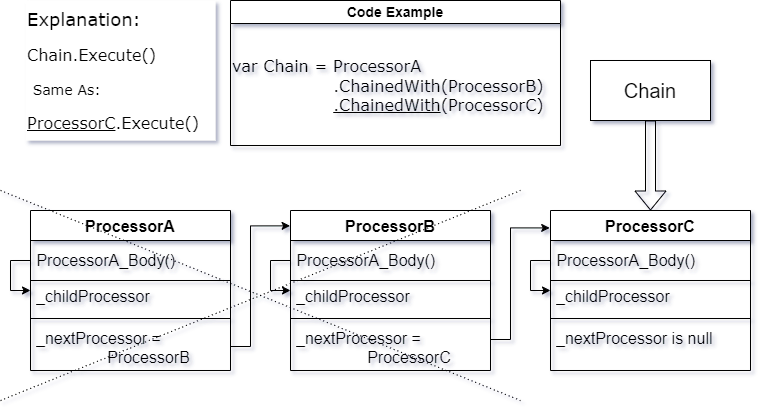 Explanation:
Chain.Execute()
Same As:
ProcessorC.Execute()
Code Example
var Chain = ProcessorA
.ChainedWith(ProcessorB)
.ChainedWith(ProcessorC)
Chain
ProcessorA
ProcessorA_Body()
_childProcessor
_nextProcessor =
ProcessorB
ProcessorB
ProcessorA_Body()
_childProcessor
_nextProcessor =
ProcessorC
ProcessorC
ProcessorA_Body()
_childProcessor
_nextProcessor is null